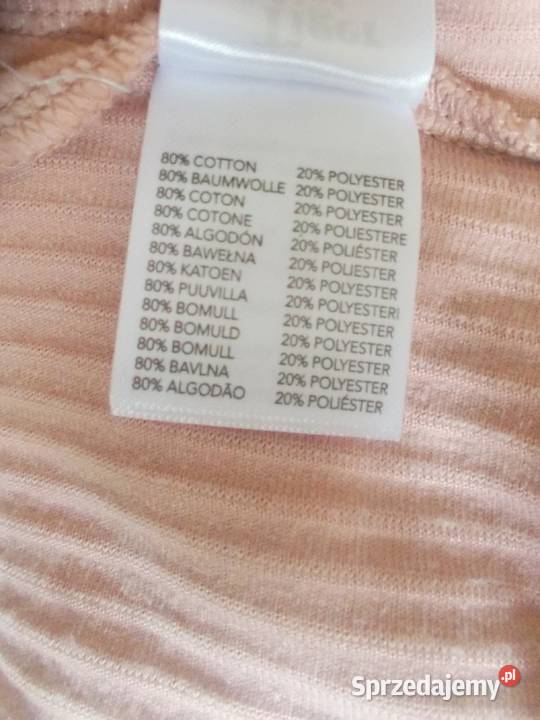 80% COTTON 20% POLYESTER
80% BAUMWOLLE 20% POLYESTER
80% COTON 20% POLYESTER
80% COTONE 20% POLIESTERE
80% ALGODÓN 20% POLIÉSTER
80% BAWEŁNA 20% POLYESTER
80% KATOEN 20% POLYESTER
80% PUUVILLA 20% POLYESTERI
80% BOMULL 20% POLYESTER
80% BOMULD 20% POLYESTER
80% BOMULL 20% POLYESTER
80% BAVLNA 20% POLYESTER
80% ALGODÃO 20% POLIÉSTER
Sprzedajemy.pl